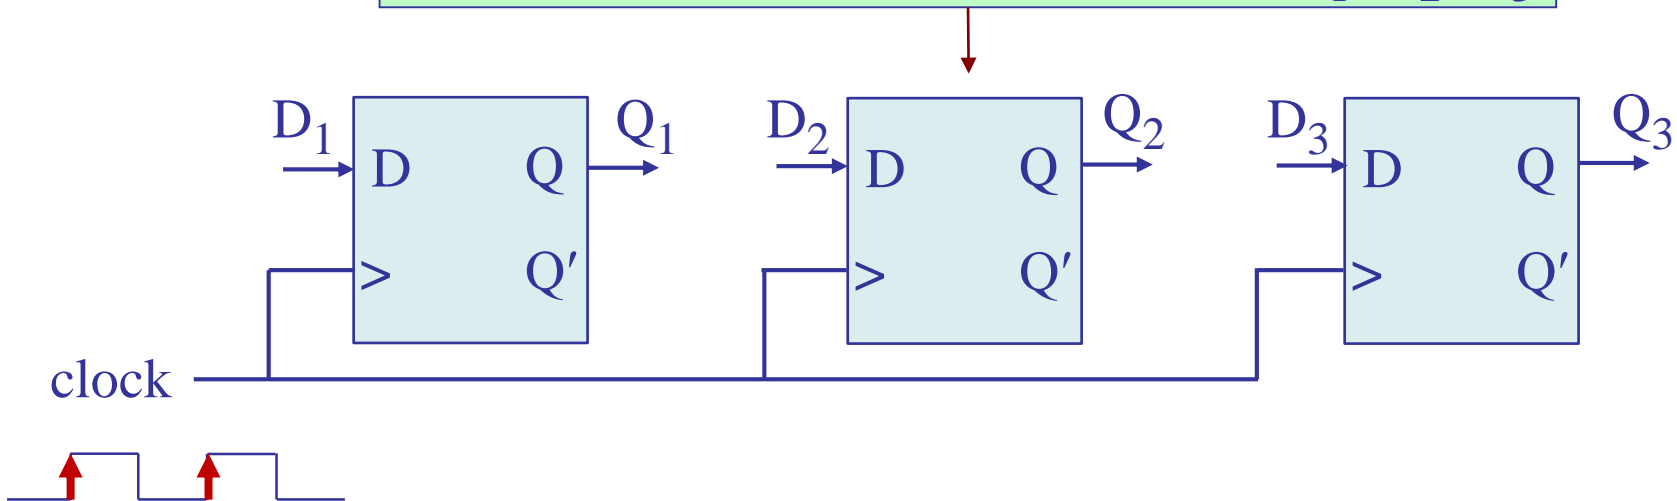 D₁ Q₁ D₂ Q₂ D₃ Q₃
D Q D Q D Q
> Q′ > Q′ > Q′
clock